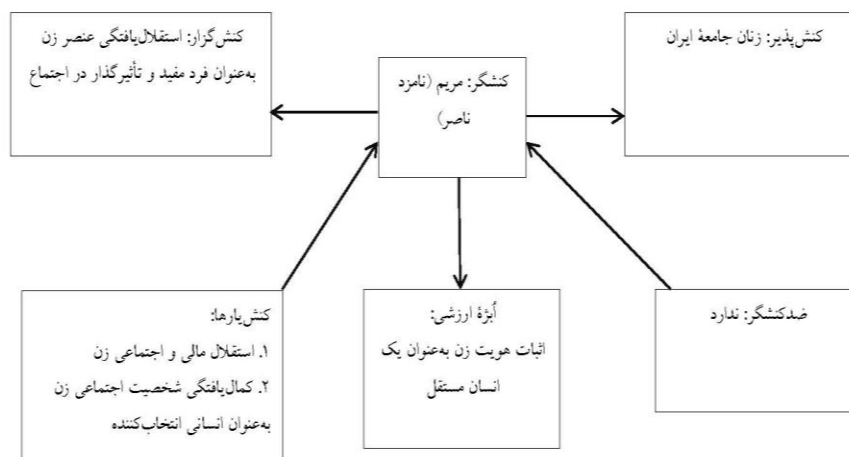 کنش‌پذیر: زنان جامعهٔ ایران
کنشگر: مریم (نامزد
ناصر)
کنش‌گزار: استقلال‌یافتگی عنصر زن
به‌عنوان فرد مفید و تأثیرگذار در اجتماع
ضدکنشگر: ندارد
اُبژهٔ ارزشی:
اثبات هویت زن به‌عنوان یک
انسان مستقل
کنش‌یارها:
۱. استقلال مالی و اجتماعی زن
۲. کمال‌یافتگی شخصیت اجتماعی زن
به‌عنوان انسانی انتخاب‌کننده